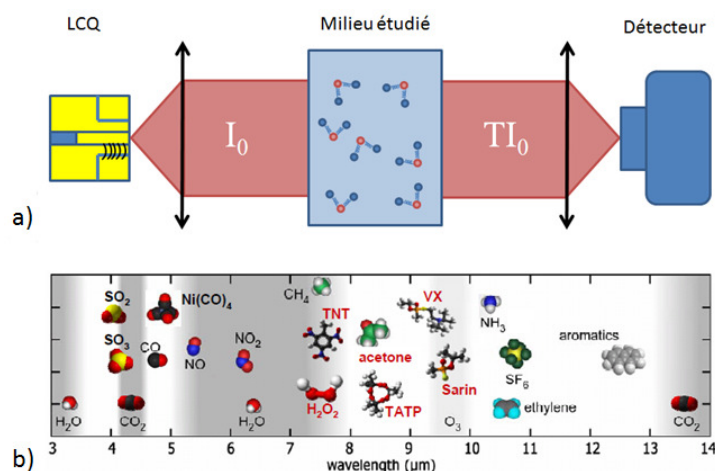 LCQ
Milieu étudié
Détecteur
I0
TI0
a)
SO2
Ni(CO)4
CH4
TNT
VX
NH3
SO3
CO
NO
NO2
acetone
Sarin
SF6
aromatics
H2O
CO2
H2O
H2O2
TATP
O3
ethylene
CO2
3 4 5 6 7 8 9 10 11 12 13 14
b)
wavelength (µm)